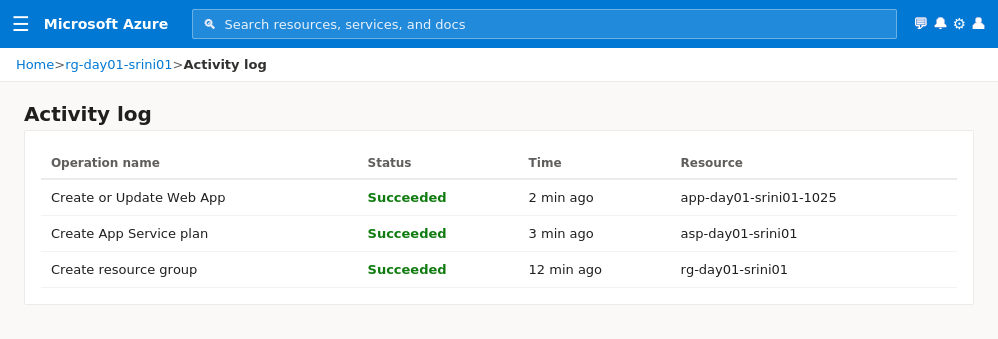 Microsoft Azure Search resources, services, and docs
Home>rg-day01-srini01>Activity log
Activity log
Operation name Status Time Resource
Create or Update Web App Succeeded 2 min ago app-day01-srini01-1025
Create App Service plan Succeeded 3 min ago asp-day01-srini01
Create resource group Succeeded 12 min ago rg-day01-srini01